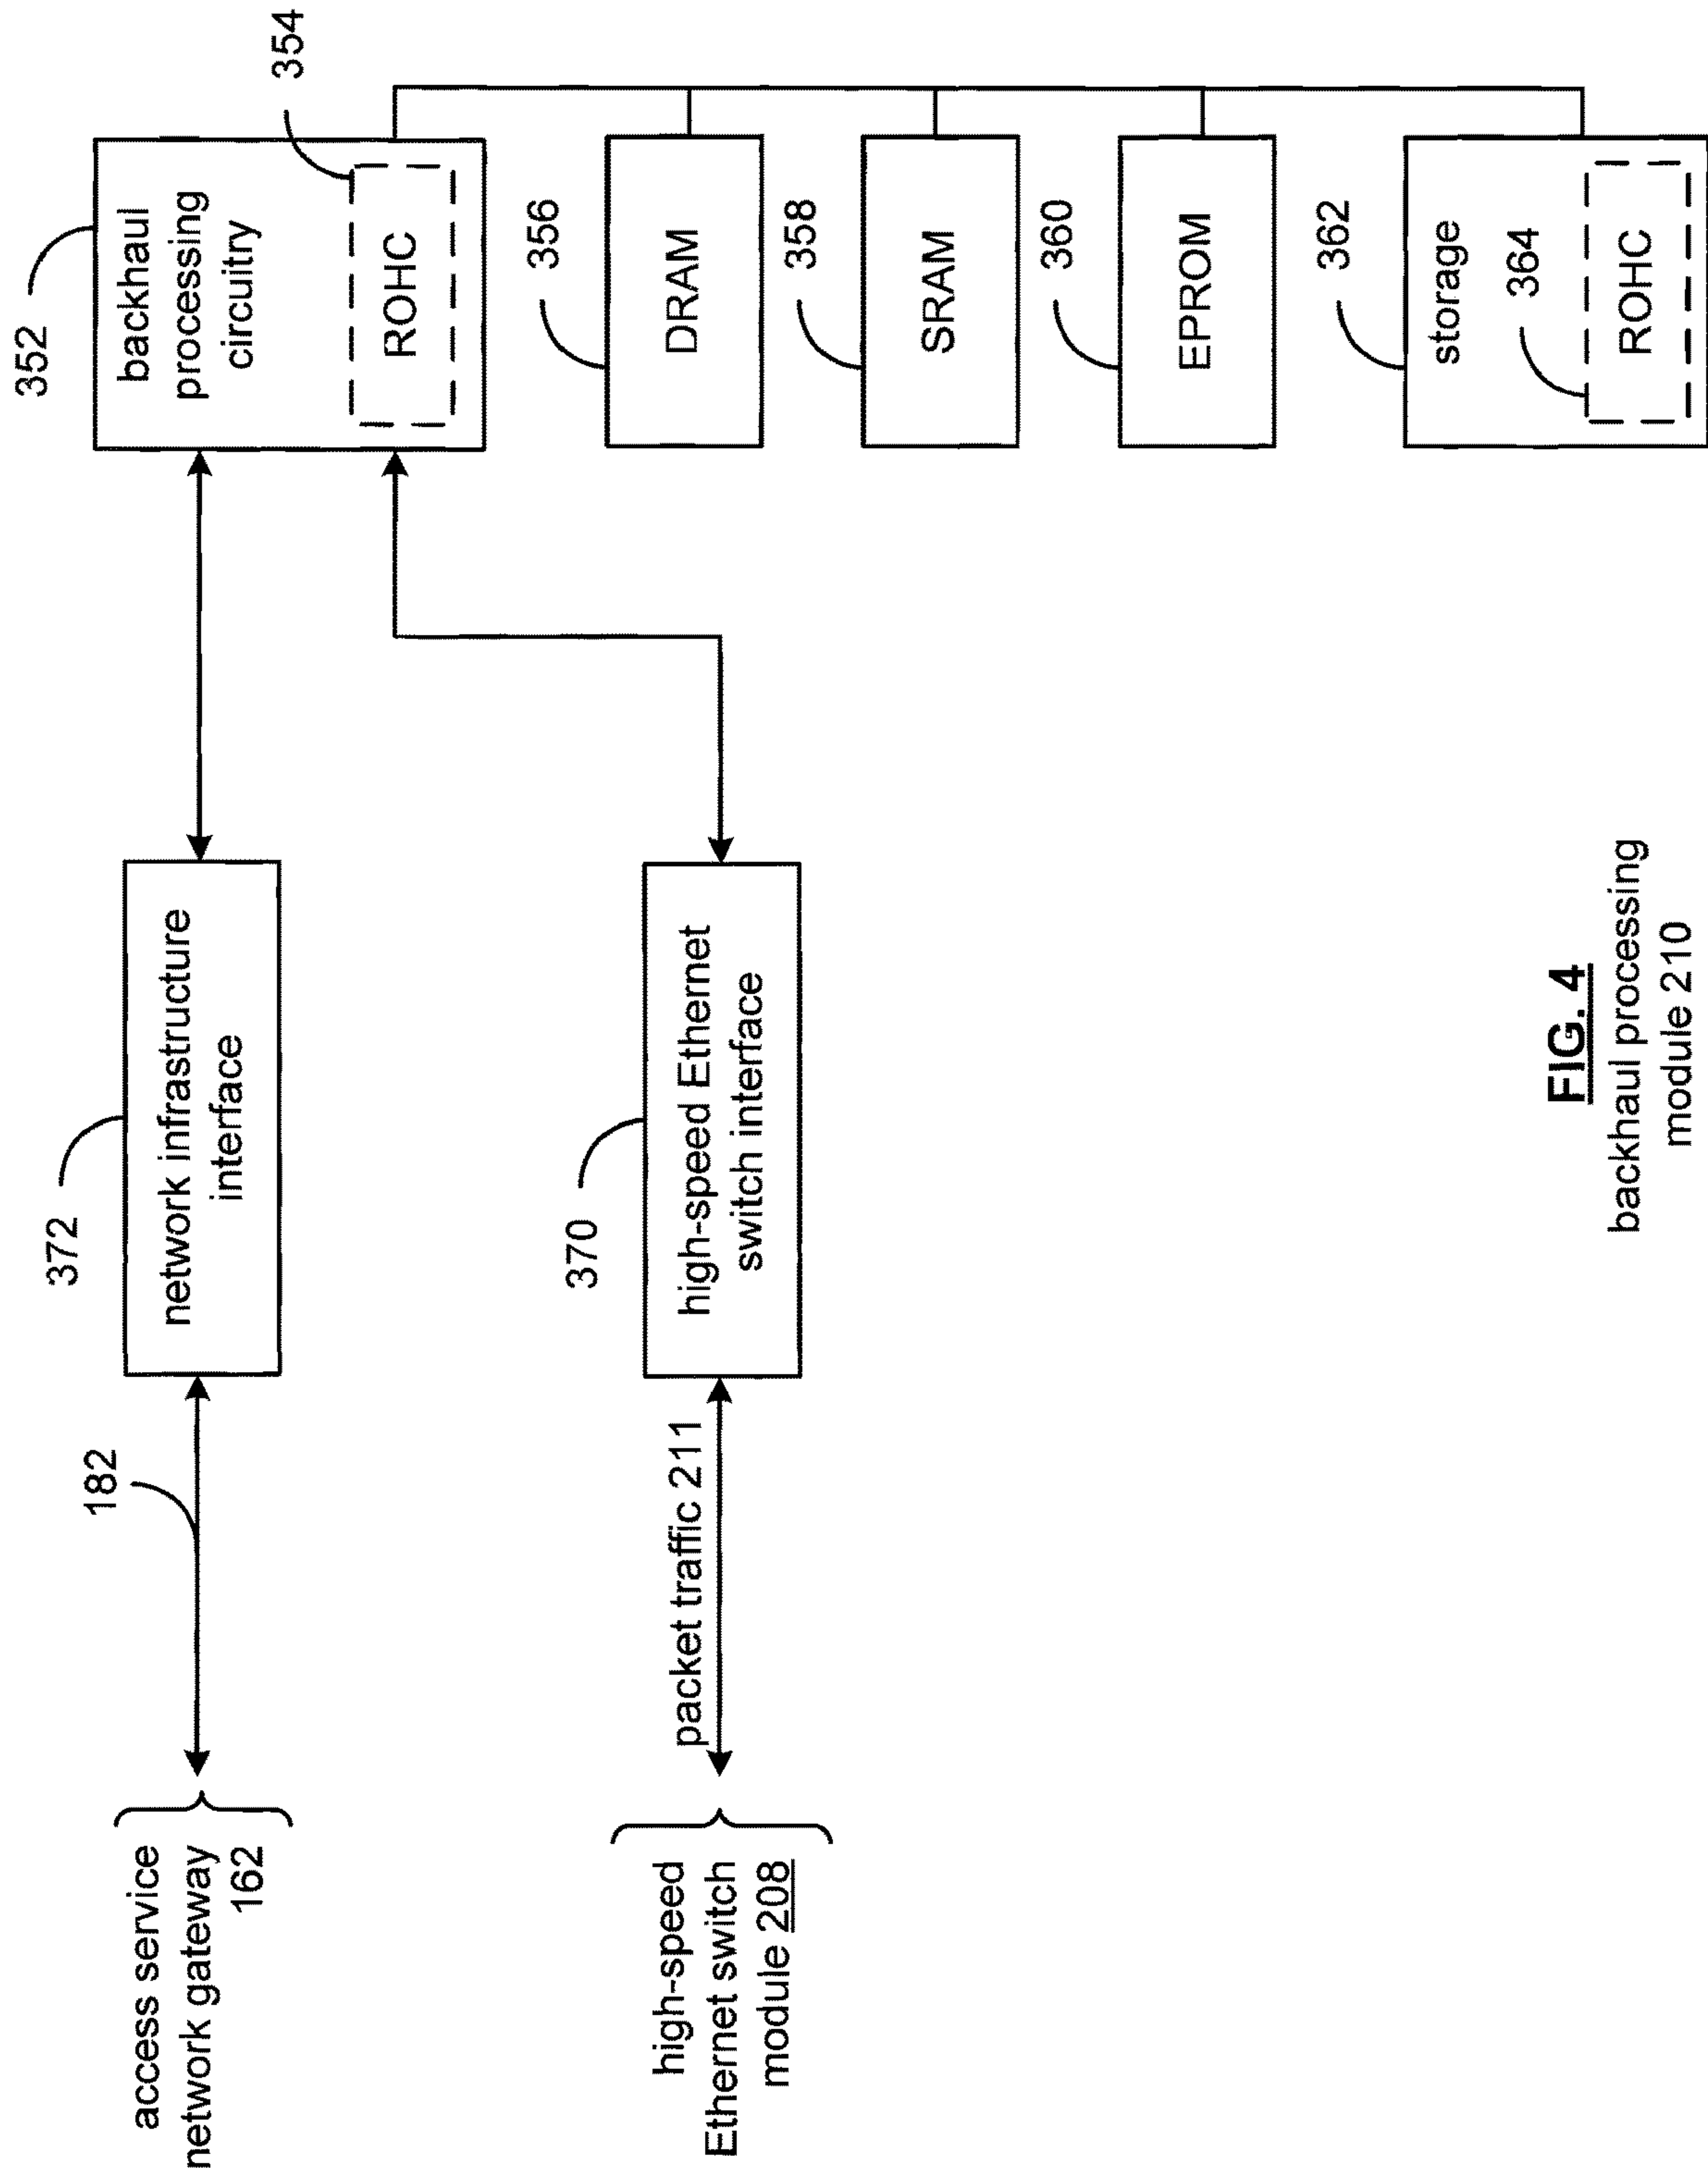 352
backhaul
processing
circuitry
354
ROHC
356
DRAM
358
SRAM
360
EPROM
362
storage
364
ROHC
372
network infrastructure
interface
370
high-speed Ethernet
switch interface
182
packet traffic 211
access service
network gateway
162
high-speed
Ethernet switch
module 208
FIG. 4
backhaul processing
module 210